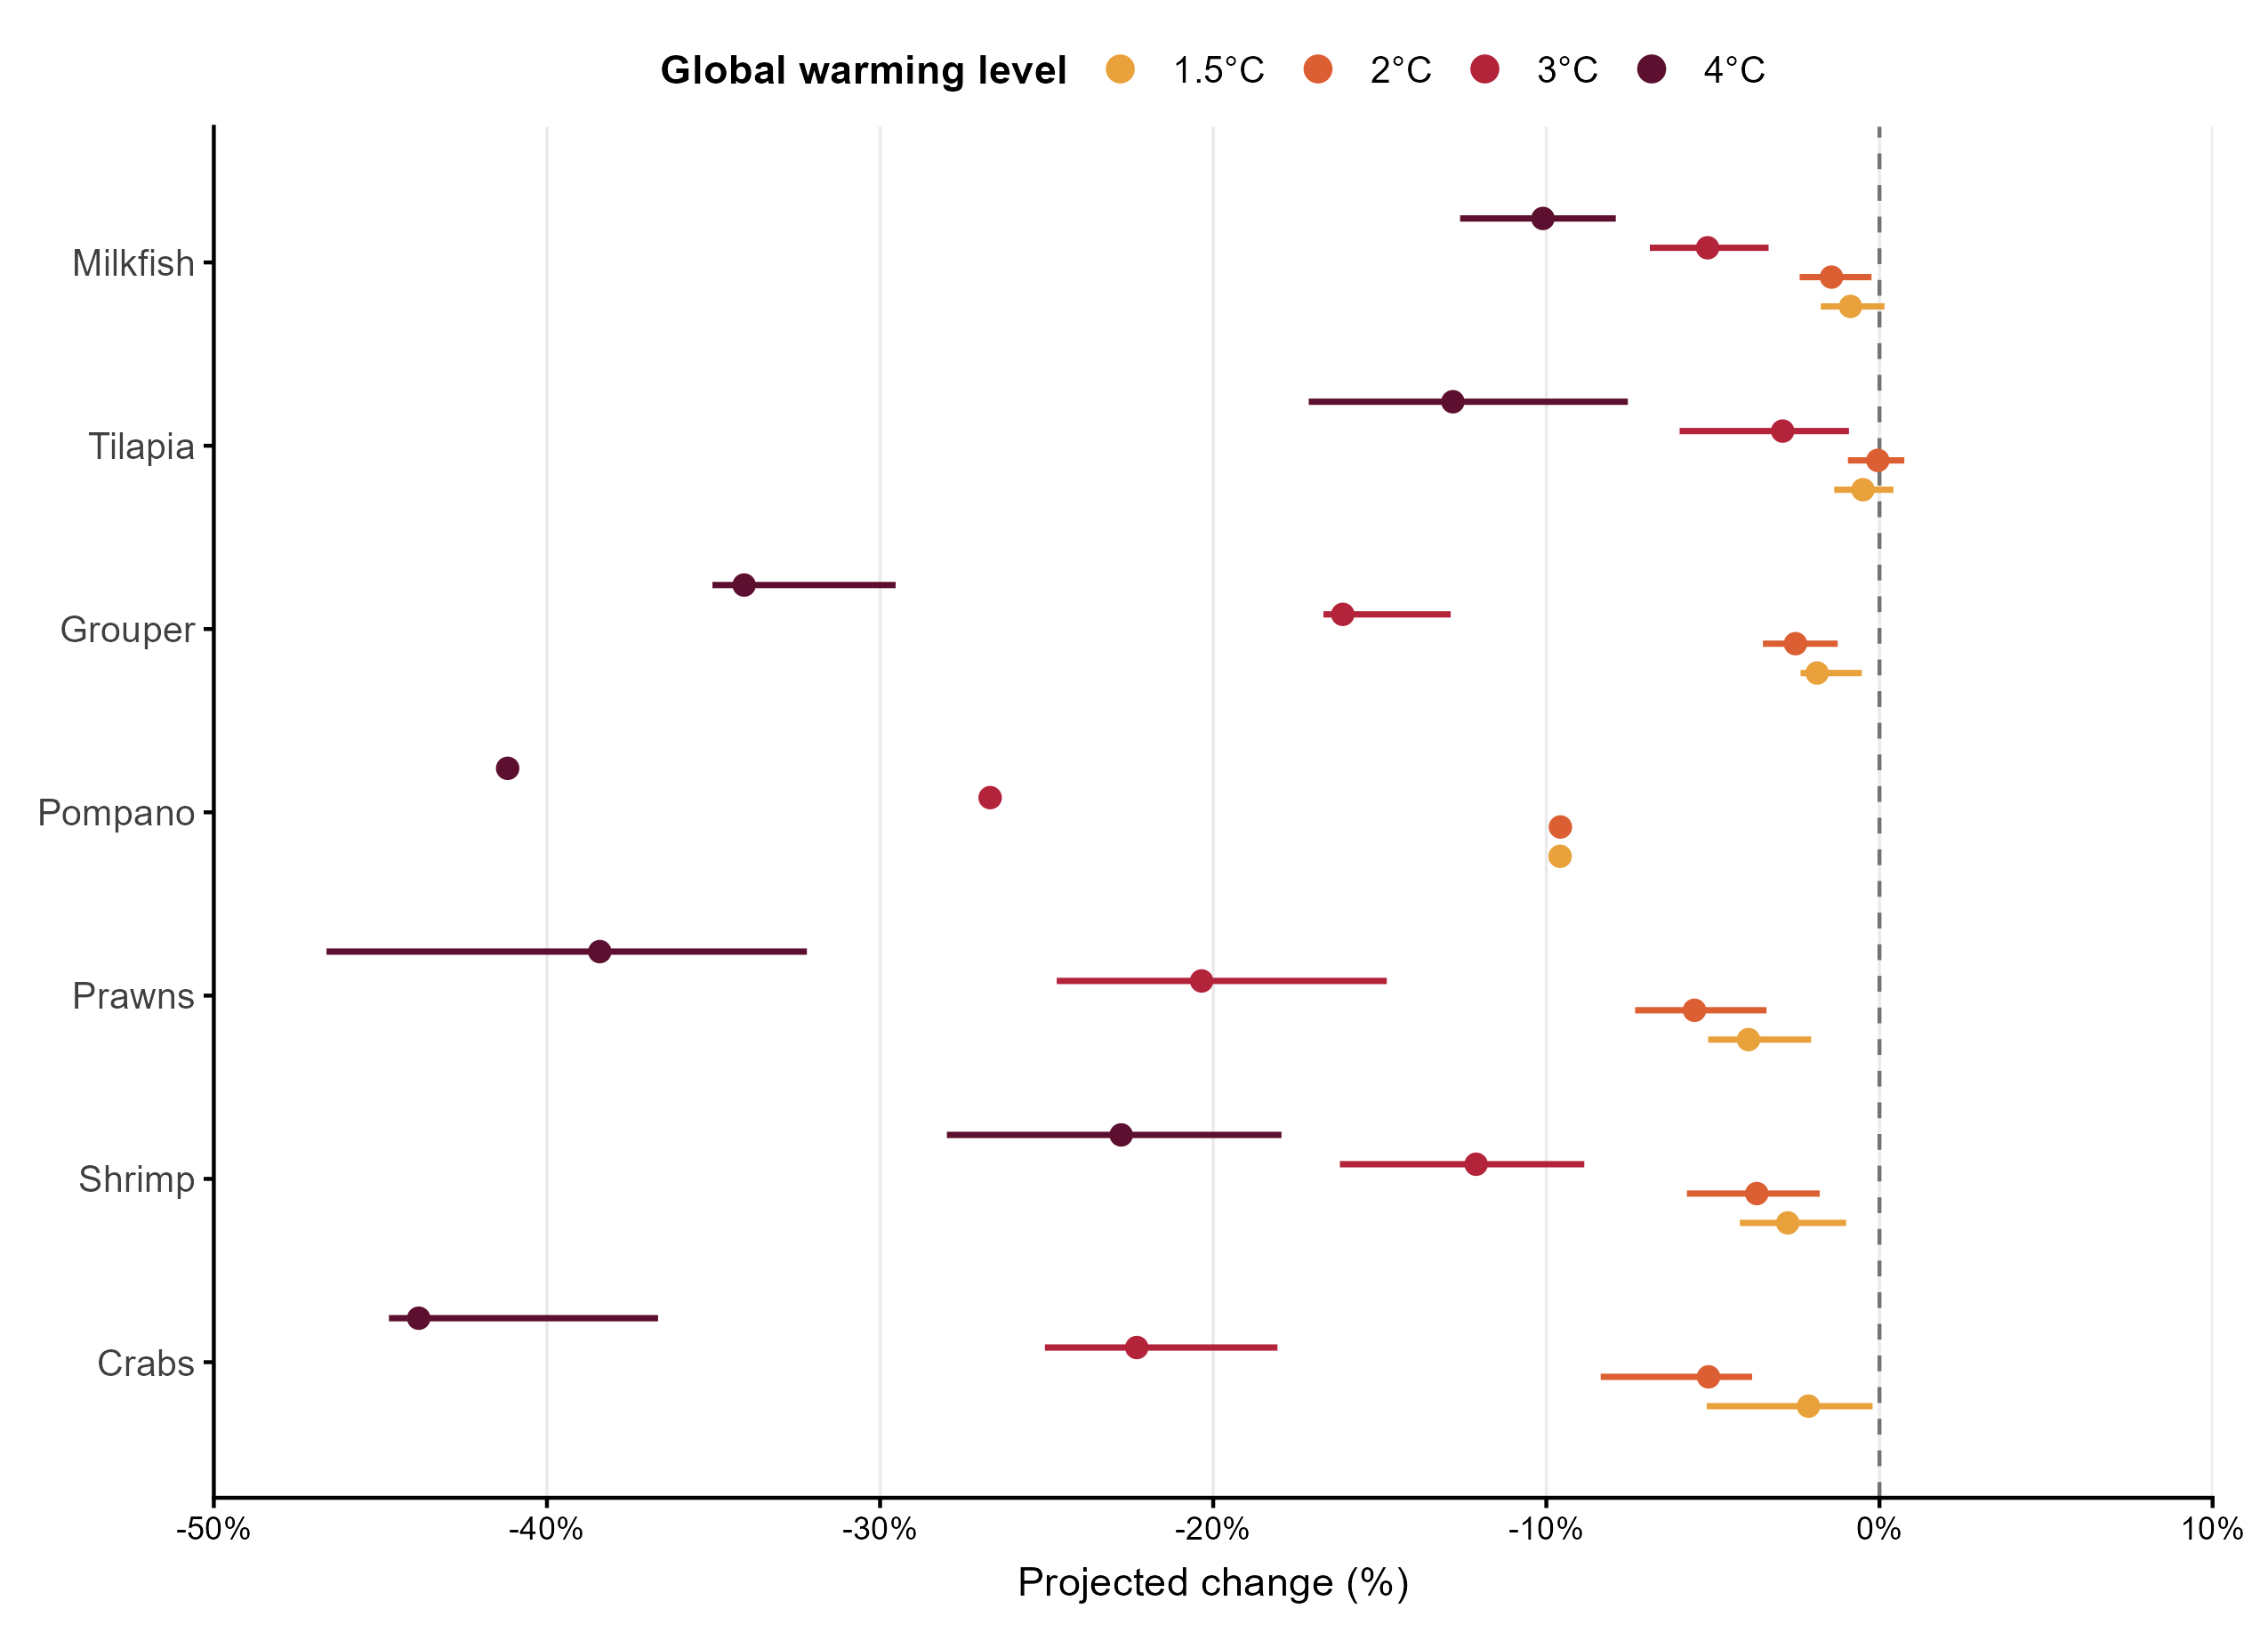 Global warming level 1.5°C 2°C 3°C 4°C
Milkfish
Tilapia
Grouper
Pompano
Prawns
Shrimp
Crabs
-50% -40% -30% -20% -10% 0% 10%
Projected change (%)